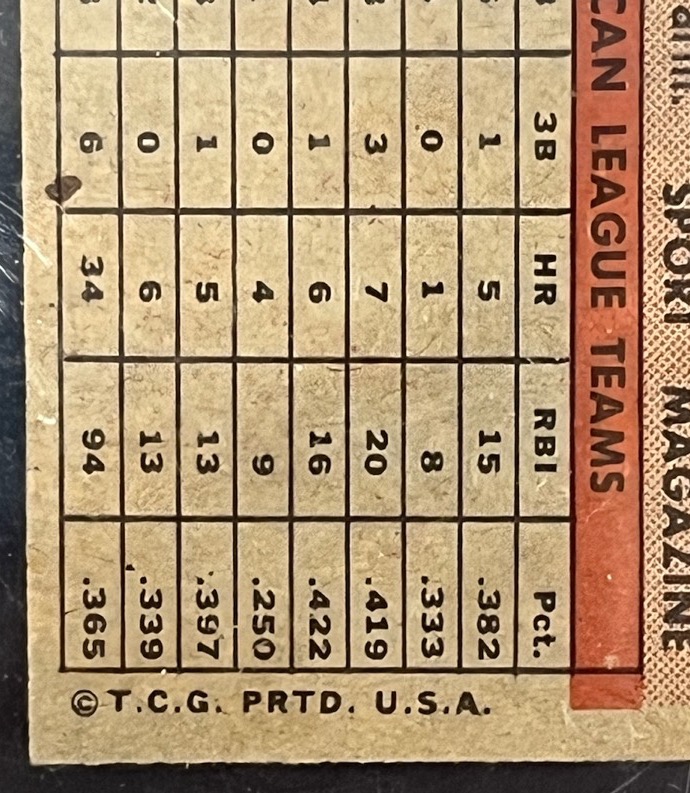 SPORT MAGAZINE
CAN LEAGUE TEAMS
3B HR RBI Pct.
1 5 15 .382
0 1 8 .333
3 7 20 .419
1 6 16 .422
0 4 9 .250
1 5 13 .397
0 6 13 .339
6 34 94 .365
©T.C.G. PRTD. U.S.A.